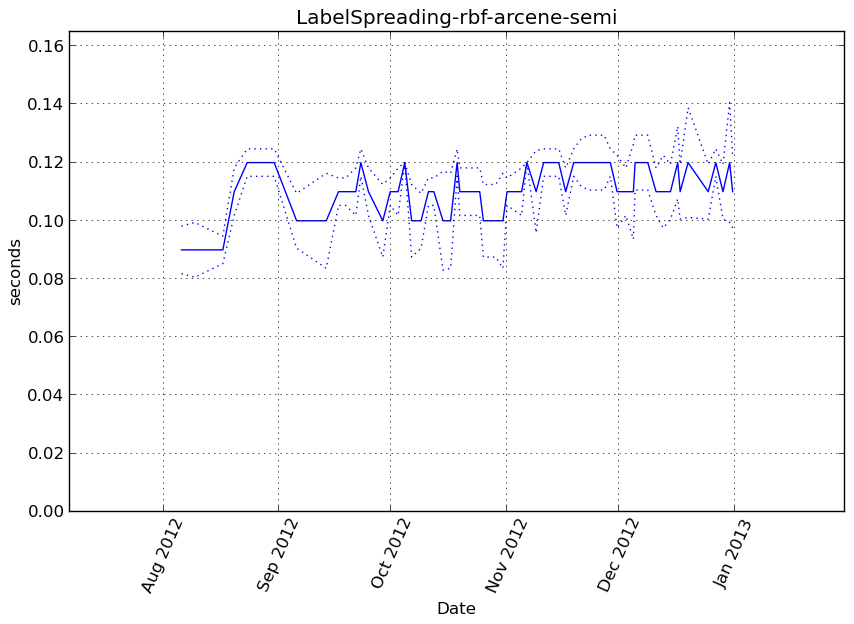 LabelSpreading-rbf-arcene-semi
0.16
0.14
0.12
0.10
0.08
0.06
0.04
0.02
0.00
seconds
Aug 2012
Sep 2012
Oct 2012
Nov 2012
Dec 2012
Jan 2013
Date